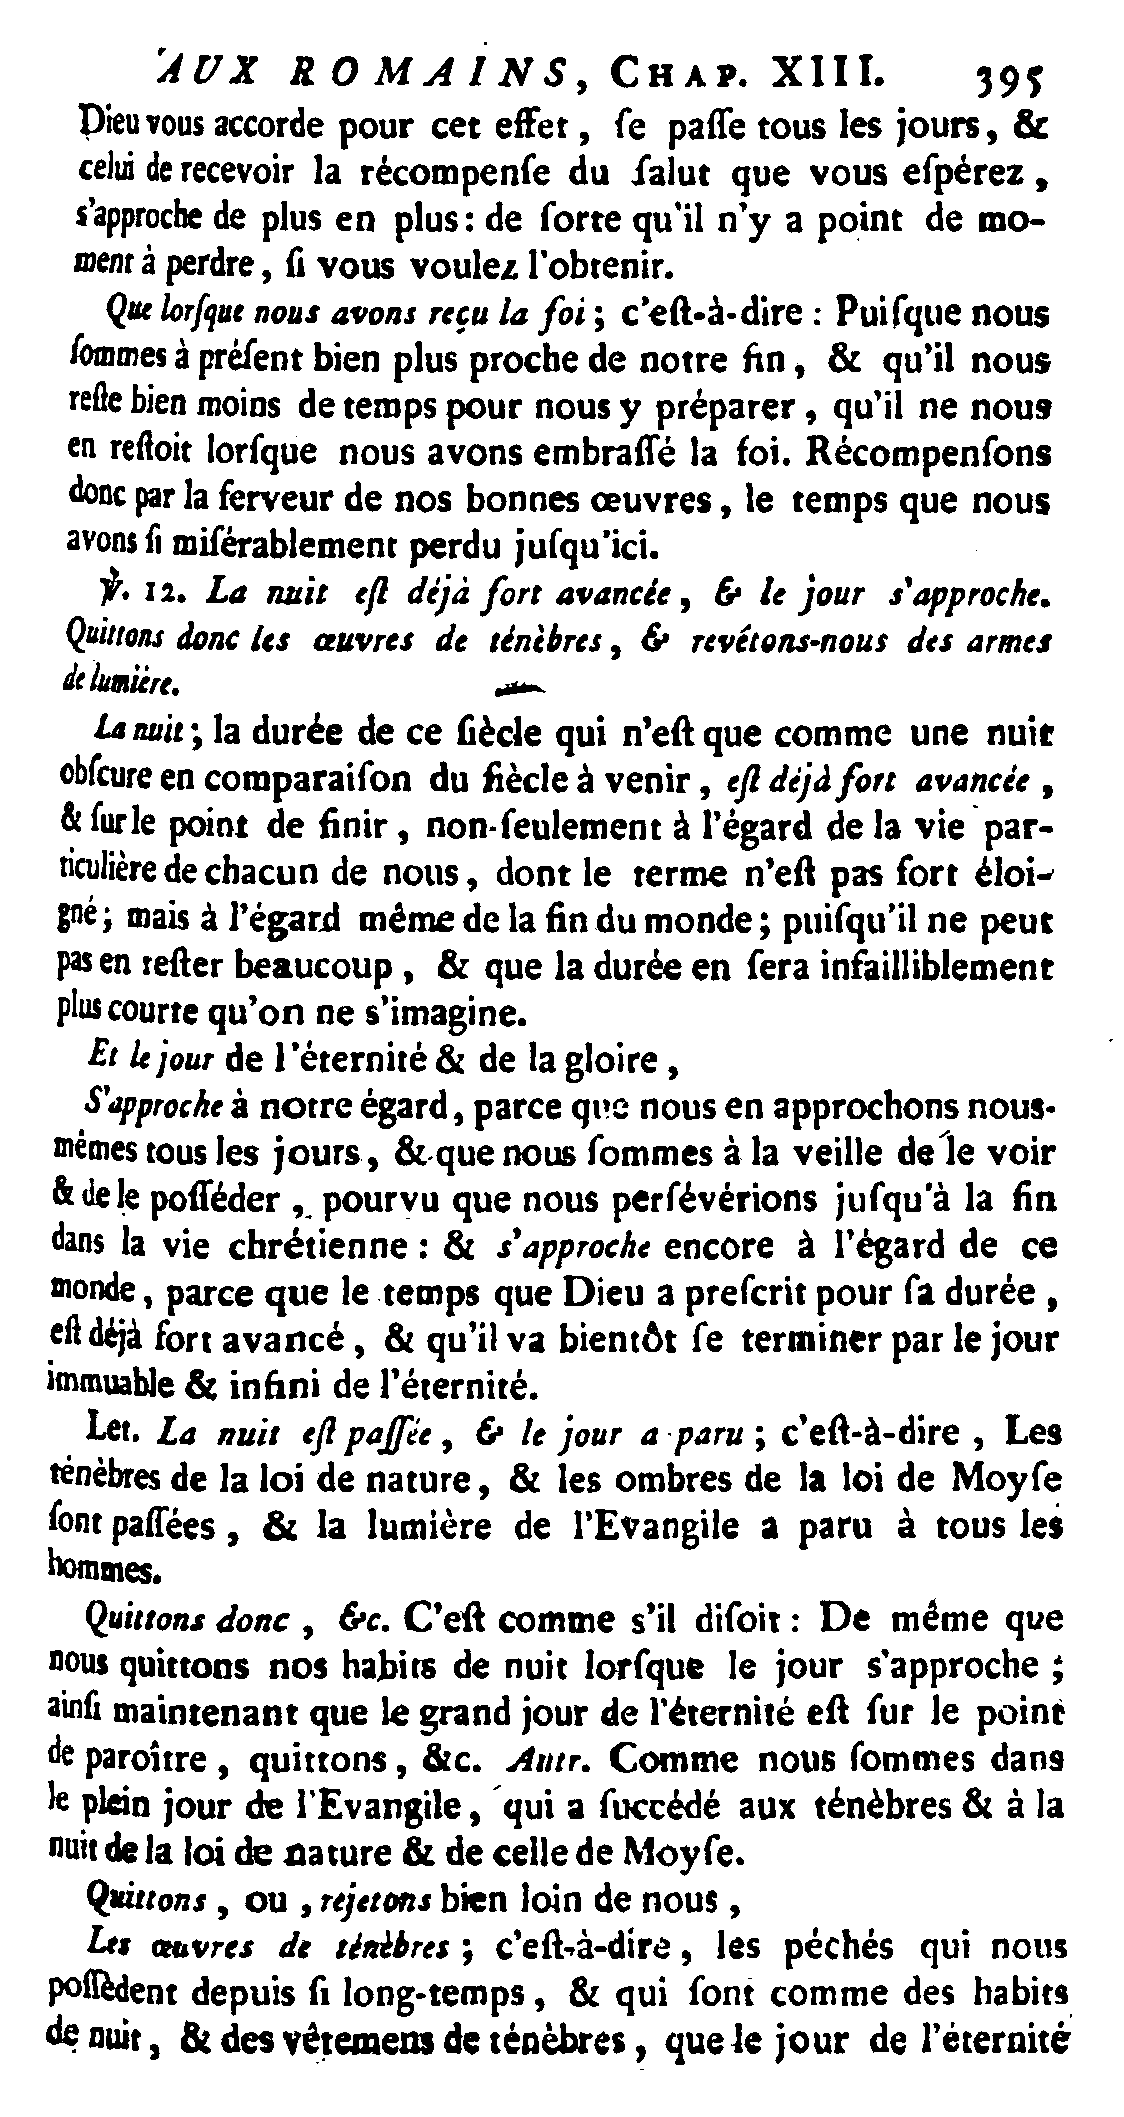 AUX ROMAINS, CHAP. XIII. 395
Dieu vous accorde pour cet effet, ſe paſſe tous les jours, &
celui de recevoir la récompenſe du ſalut que vous eſpérez,
s'approche de plus en plus: de ſorte qu'il n'y a point de mo-
ment à perdre, ſi vous voulez l'obtenir.
Que lorſque nous avons reçu la foi; c'eſt-à-dire: Puiſque nous
ſommes à préſent bien plus proche de notre fin, & qu'il nous
reſte bien moins de temps pour nous y préparer, qu'il ne nous
en reſtoit lorſque nous avons embraſſé la foi. Récompenſons
donc par la ferveur de nos bonnes œuvres, le temps que nous
avons ſi miſérablement perdu juſqu'ici.
℣. 12. La nuit eſt déjà fort avancée, & le jour s'approche.
Quittons donc les œuvres de ténèbres, & revétons-nous des armes
de lumière.
La nuit; la durée de ce ſiècle qui n'eſt que comme une nuit
obſcure en comparaiſon du ſiècle à venir, eſt déjà fort avancée,
& ſur le point de finir, non-ſeulement à l'égard de la vie par-
ticulière de chacun de nous, dont le terme n'eſt pas fort éloi-
gné; mais à l'égard même de la fin du monde; puiſqu'il ne peut
pas en reſter beaucoup, & que la durée en ſera infailliblement
plus courte qu'on ne s'imagine.
Et le jour de l'éternité & de la gloire,
S'approche à notre égard, parce que nous en approchons nous-
mêmes tous les jours, & que nous ſommes à la veille de le voir
& de le poſſéder, pourvu que nous perſévérions juſqu'à la fin
dans la vie chrétienne: & s'approche encore à l'égard de ce
monde, parce que le temps que Dieu a preſcrit pour ſa durée,
eſt déjà fort avancé, & qu'il va bientôt ſe terminer par le jour
immuable & infini de l'éternité.
Let. La nuit eſt paſſée, & le jour a paru; c'eſt-à-dire, Les
ténèbres de la loi de nature, & les ombres de la loi de Moyſe
ſont paſſées, & la lumière de l'Evangile a paru à tous les
hommes.
Quittons donc, &c. C'eſt comme s'il diſoit: De même que
nous quittons nos habits de nuit lorſque le jour s'approche;
ainſi maintenant que le grand jour de l'éternité eſt ſur le point
de paroître, quittons, &c. Autr. Comme nous ſommes dans
le plein jour de l'Evangile, qui a ſuccédé aux ténèbres & à la
nuit de la loi de nature & de celle de Moyſe.
Quittons, ou, rejetons bien loin de nous,
Les œuvres de ténèbres; c'eſt-à-dire, les péchés qui nous
poſſèdent depuis ſi long-temps, & qui ſont comme des habits
de nuit, & des vêtemens de ténèbres, que le jour de l'éternité